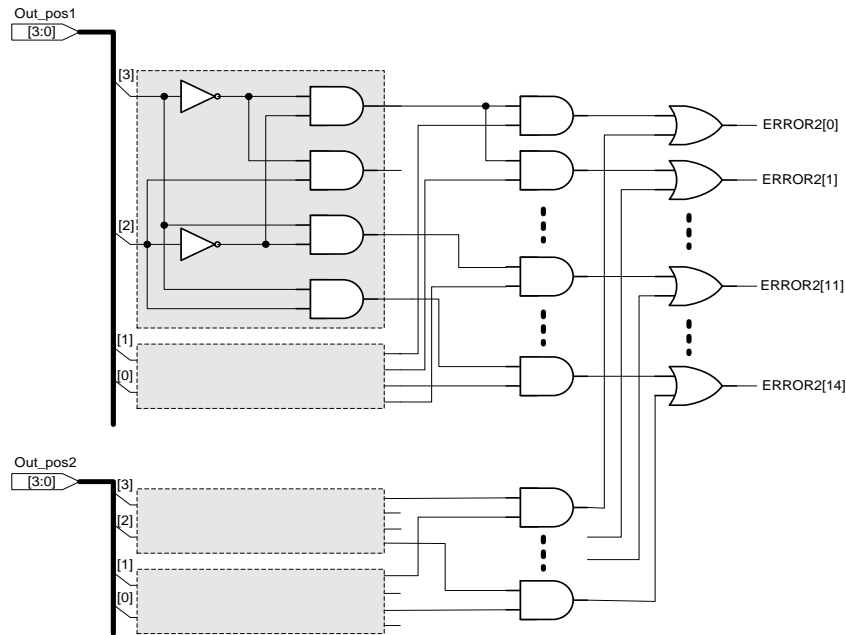 Out_pos1
[3:0]
[3]
ERROR2[0]
ERROR2[1]
[2]
ERROR2[11]
[1]
[0]
ERROR2[14]
Out_pos2
[3:0]
[3]
[2]
[1]
[0]